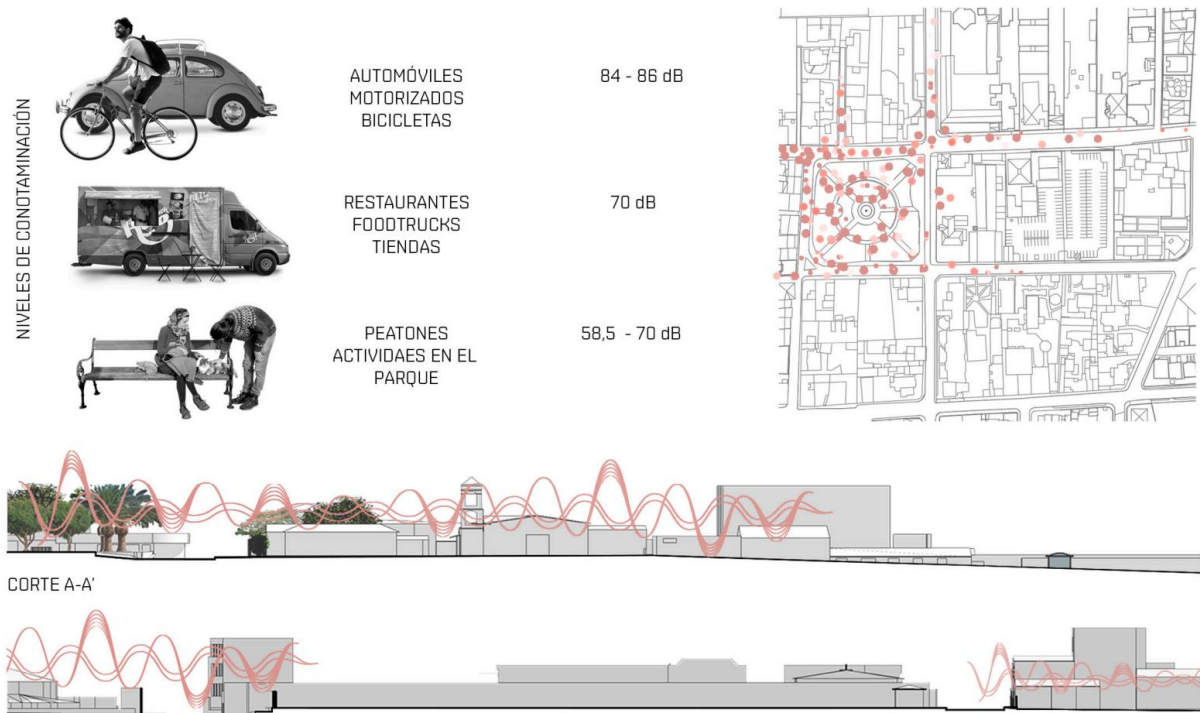 NIVELES DE CONOTAMINACIÓN
AUTOMÓVILES
MOTORIZADOS
BICICLETAS
84 - 86 dB
RESTAURANTES
FOODTRUCKS
TIENDAS
70 dB
PEATONES
ACTIVIDAES EN EL
PARQUE
58,5 - 70 dB
CORTE A-A'